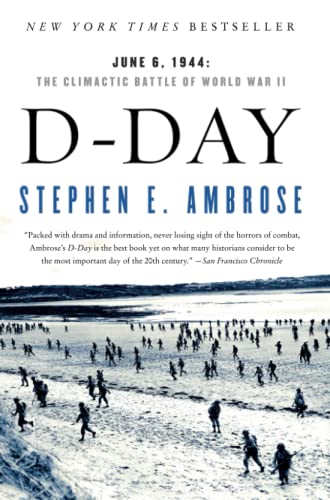 NEW YORK TIMES BESTSELLER
JUNE 6, 1944:
THE CLIMACTIC BATTLE OF WORLD WAR II
D-DAY
STEPHEN E. AMBROSE
"Packed with drama and information, never losing sight of the horrors of combat,
Ambrose's D-Day is the best book yet on what many historians consider to be
the most important day of the 20th century." —San Francisco Chronicle